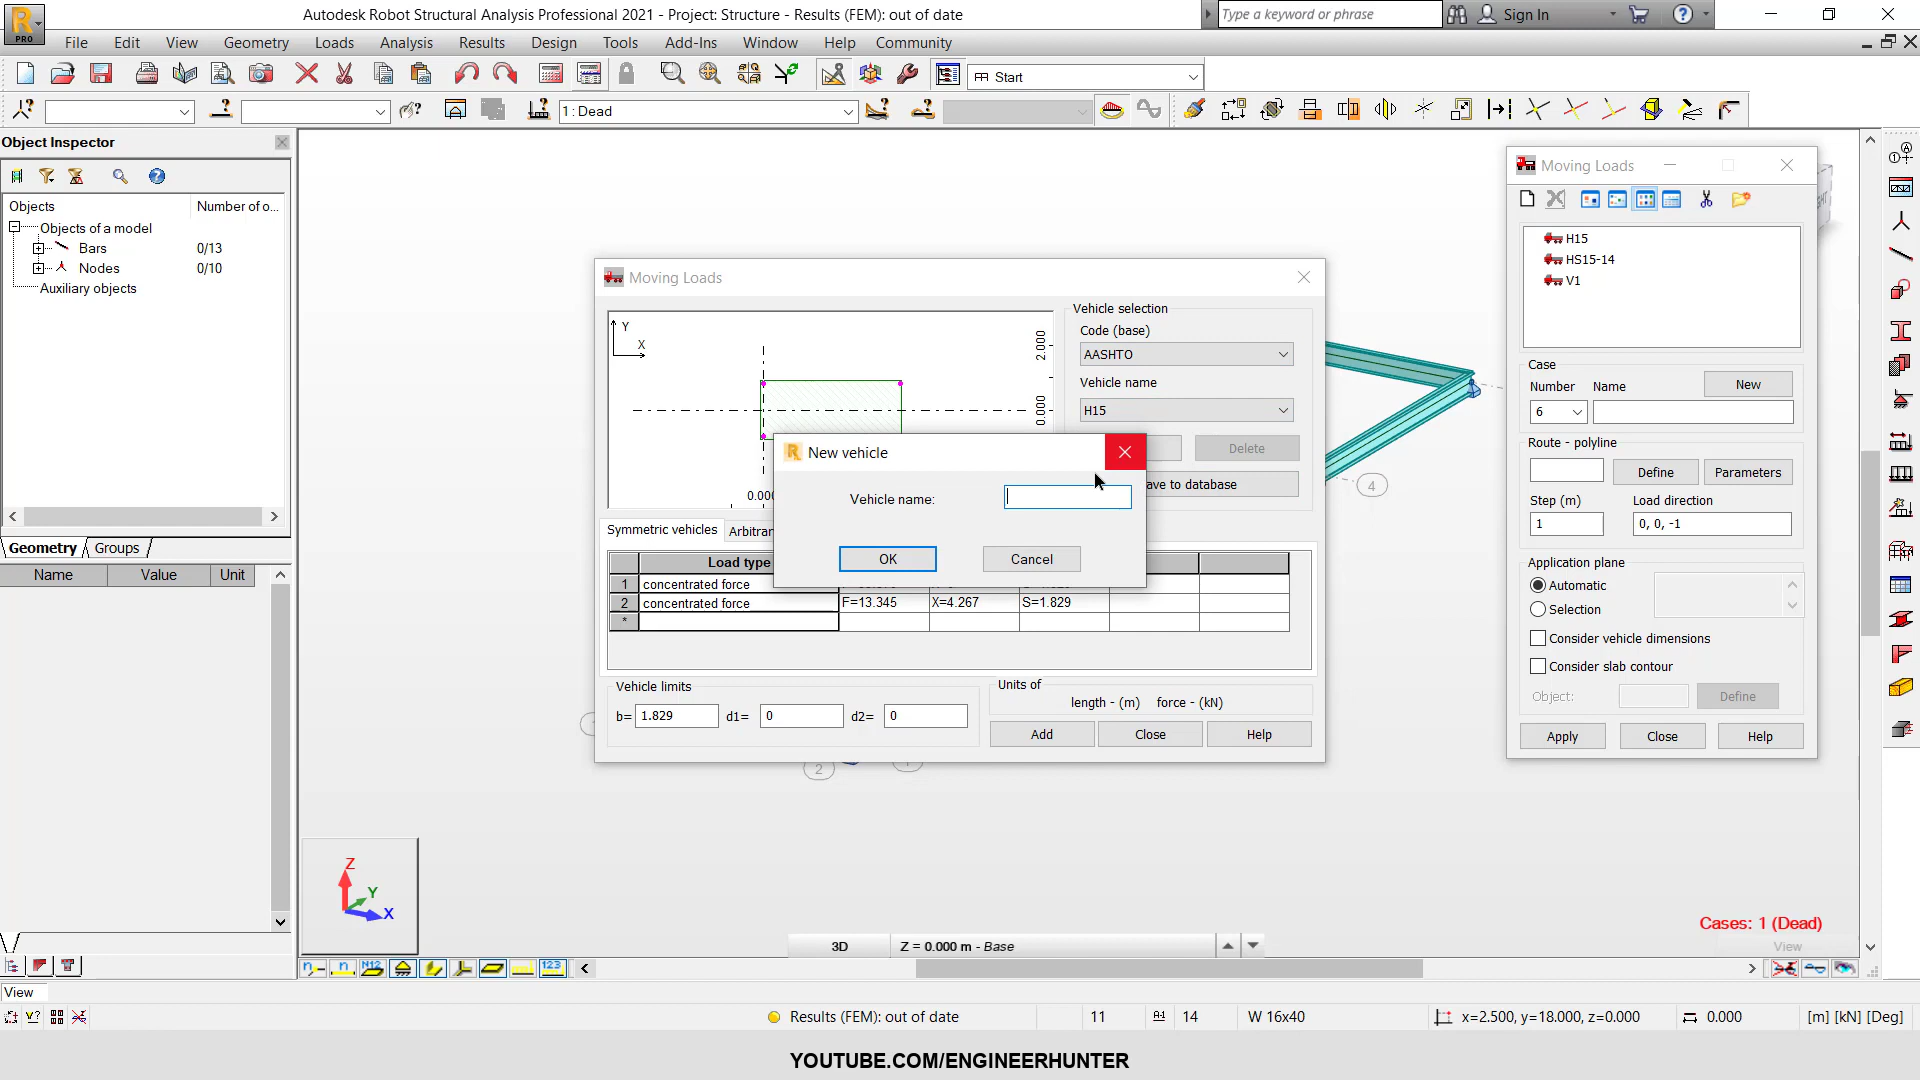 PRO
Autodesk Robot Structural Analysis Professional 2021 - Project: Structure - Results (FEM): out of date
Type a keyword or phrase
Sign In
File Edit View Geometry Loads Analysis Results Design Tools Add-Ins Window Help Community
Start
1 : Dead
Object Inspector
Objects Number of o...
Objects of a model
Bars 0/13
Nodes 0/10
Auxiliary objects
Geometry Groups
Name Value Unit
Moving Loads
Y
X
2.000
0.000
0.000
Vehicle selection
Code (base)
AASHTO
Vehicle name
H15
Delete
ave to database
New vehicle
Vehicle name:
OK Cancel
Symmetric vehicles
Load type
1 concentrated force
2 concentrated force F=13.345 X=4.267 S=1.829
*
Vehicle limits
b= 1.829 d1= 0 d2= 0
Units of
length - (m) force - (kN)
Add Close Help
4
2
Moving Loads
H15
HS15-14
V1
Case
Number Name New
6
Route - polyline
Define Parameters
Step (m) Load direction
1 0, 0, -1
Application plane
Automatic
Selection
Consider vehicle dimensions
Consider slab contour
Object: Define
Apply Close Help
Z
Y
X
Cases: 1 (Dead)
View
3D Z = 0.000 m - Base
View
Results (FEM): out of date 11 14 W 16x40 x=2.500, y=18.000, z=0.000 0.000 [m] [kN] [Deg]
YOUTUBE.COM/ENGINEERHUNTER